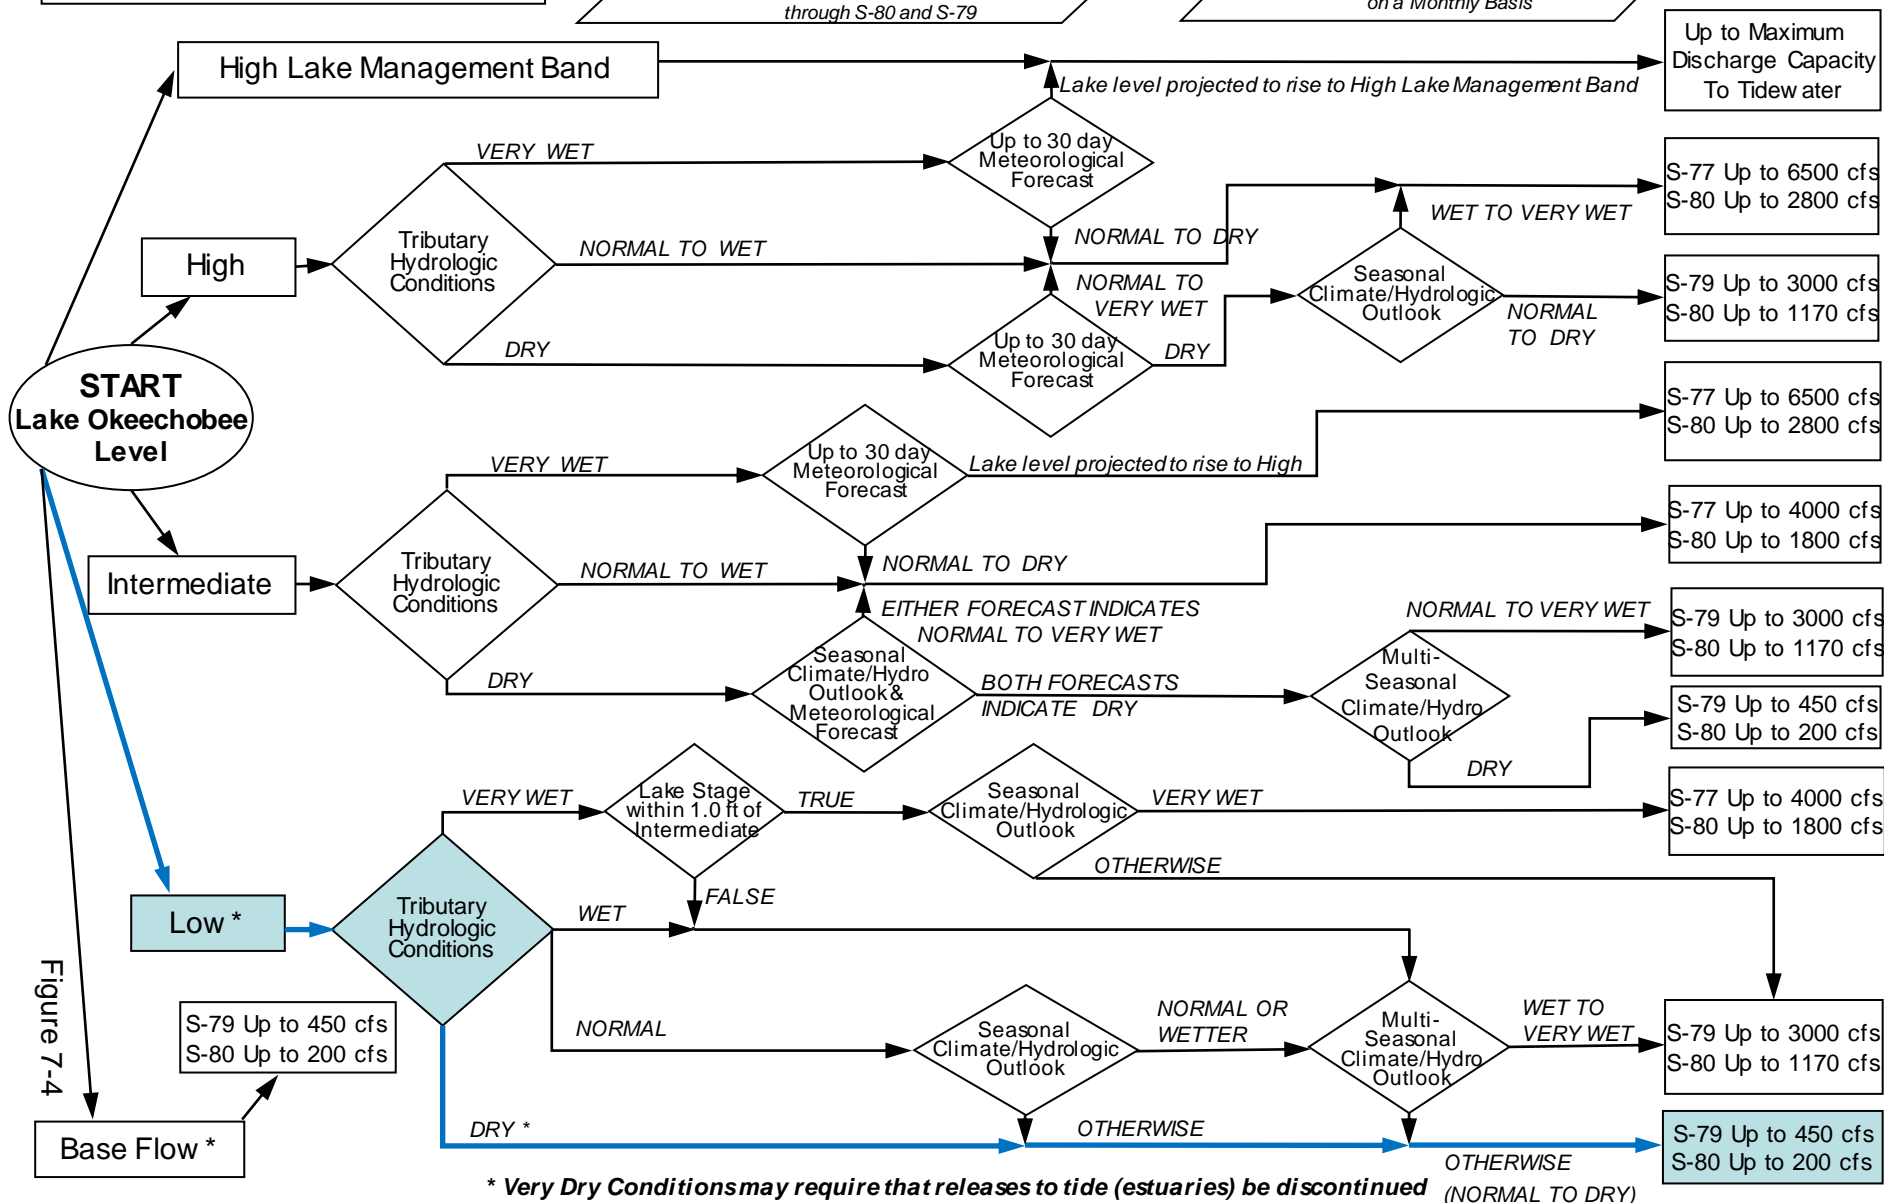 through S-80 and S-79
on a Monthly Basis
High Lake Management Band
Lake level projected to rise to High Lake Management Band
Up to Maximum
Discharge Capacity
To Tidewater
VERY WET
Up to 30 day
Meteorological
Forecast
S-77 Up to 6500 cfs
S-80 Up to 2800 cfs
WET TO VERY WET
High
Tributary
Hydrologic
Conditions
NORMAL TO WET
NORMAL TO DRY
NORMAL TO
VERY WET
Seasonal
Climate/Hydrologic
Outlook
NORMAL
TO DRY
S-79 Up to 3000 cfs
S-80 Up to 1170 cfs
DRY
Up to 30 day
Meteorological
Forecast
DRY
START
Lake Okeechobee
Level
S-77 Up to 6500 cfs
S-80 Up to 2800 cfs
VERY WET
Up to 30 day
Meteorological
Forecast
Lake level projected to rise to High
Intermediate
Tributary
Hydrologic
Conditions
NORMAL TO WET
NORMAL TO DRY
S-77 Up to 4000 cfs
S-80 Up to 1800 cfs
EITHER FORECAST INDICATES
NORMAL TO VERY WET
NORMAL TO VERY WET
S-79 Up to 3000 cfs
S-80 Up to 1170 cfs
DRY
Seasonal
Climate/Hydro
Outlook &
Meteorological
Forecast
BOTH FORECASTS
INDICATE DRY
Multi-
Seasonal
Climate/Hydro
Outlook
DRY
S-79 Up to 450 cfs
S-80 Up to 200 cfs
VERY WET
Lake Stage
within 1.0 ft of
Intermediate
TRUE
Seasonal
Climate/Hydrologic
Outlook
VERY WET
S-77 Up to 4000 cfs
S-80 Up to 1800 cfs
OTHERWISE
FALSE
Low *
Tributary
Hydrologic
Conditions
WET
NORMAL
Seasonal
Climate/Hydrologic
Outlook
NORMAL OR
WETTER
Multi-
Seasonal
Climate/Hydro
Outlook
WET TO
VERY WET
S-79 Up to 3000 cfs
S-80 Up to 1170 cfs
Figure 7-4
S-79 Up to 450 cfs
S-80 Up to 200 cfs
Base Flow *
DRY *
OTHERWISE
OTHERWISE
(NORMAL TO DRY)
S-79 Up to 450 cfs
S-80 Up to 200 cfs
* Very Dry Conditions may require that releases to tide (estuaries) be discontinued